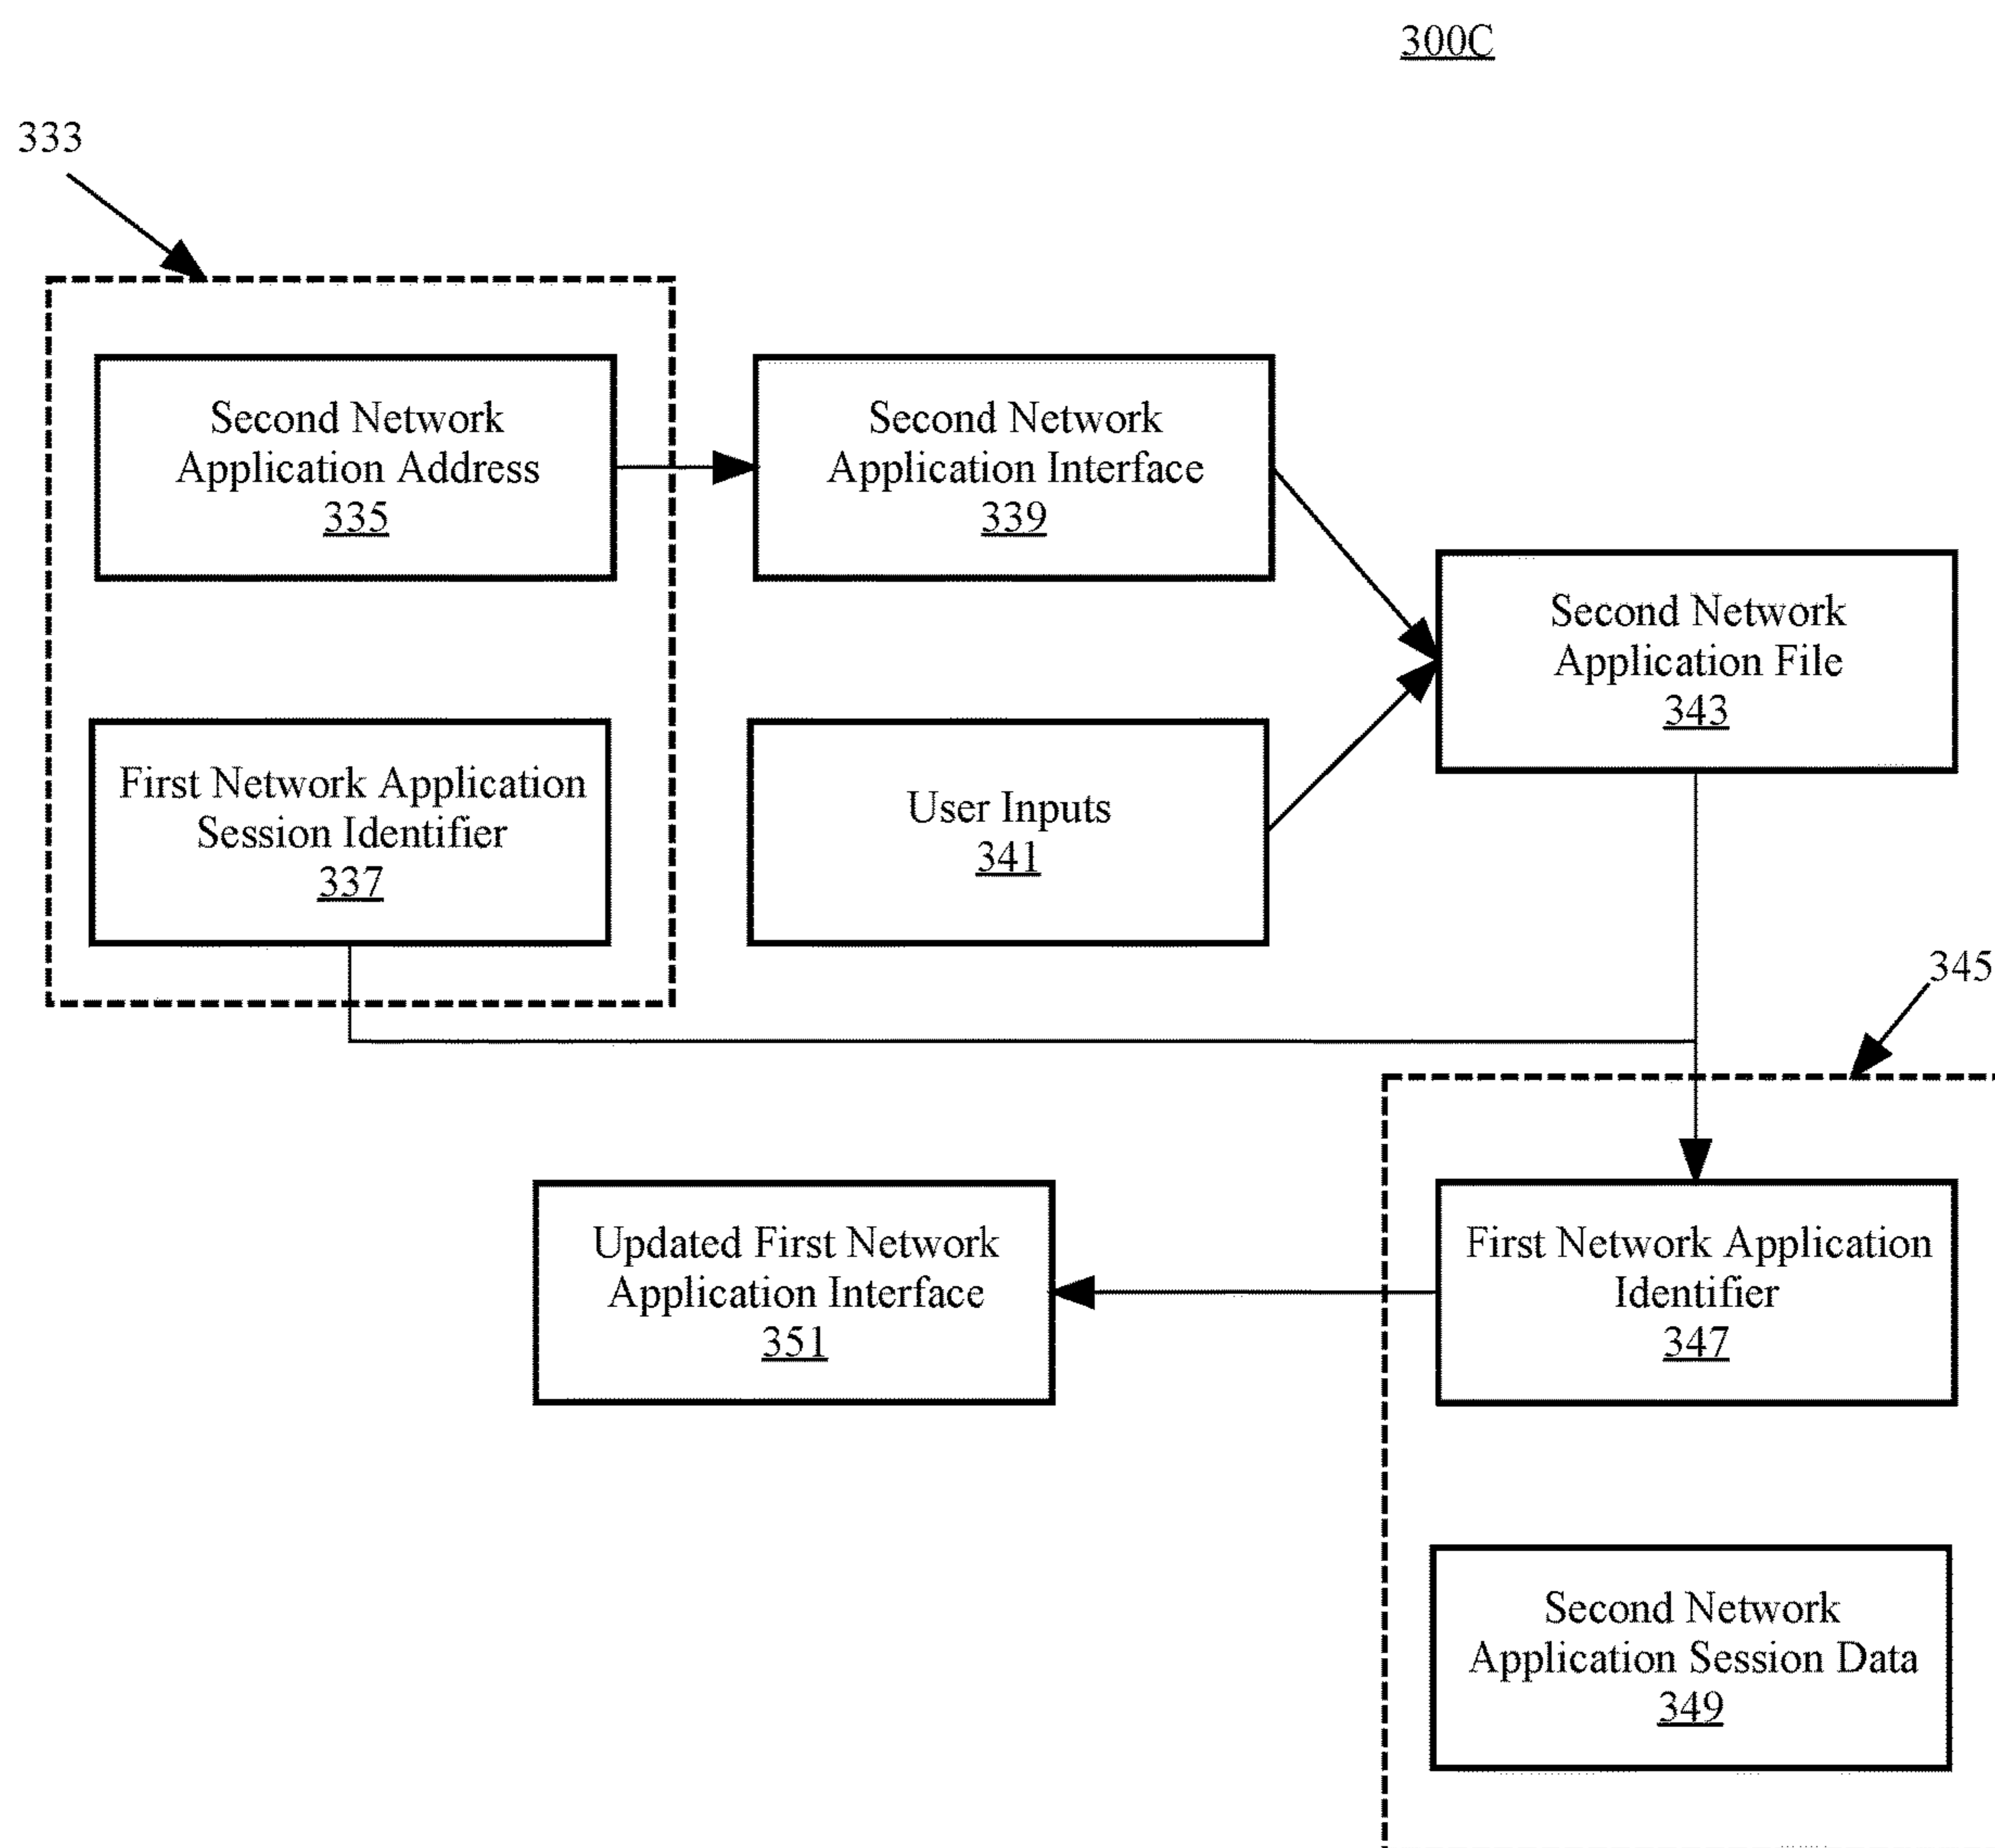 300C
333
Second Network
Application Address
335
Second Network
Application Interface
339
Second Network
Application File
343
First Network Application
Session Identifier
337
User Inputs
341
345
Updated First Network
Application Interface
351
First Network Application
Identifier
347
Second Network
Application Session Data
349